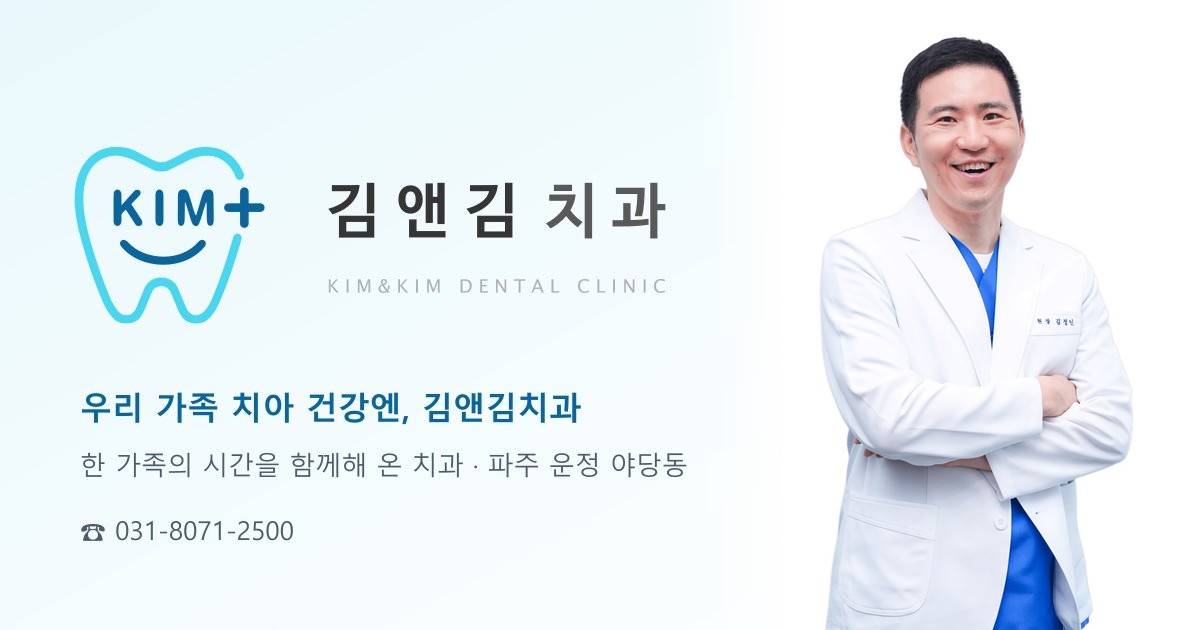 KIM+
김앤김 치과
KIM&KIM DENTAL CLINIC
우리 가족 치아 건강엔, 김앤김치과
한 가족의 시간을 함께해 온 치과 · 파주 운정 야당동
☎ 031-8071-2500